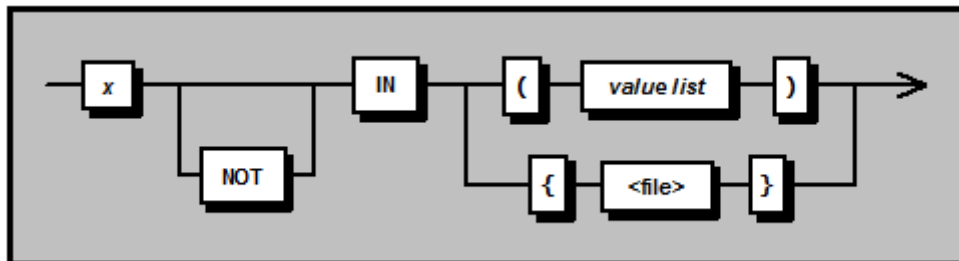 x IN ( value list )
NOT { <file> }